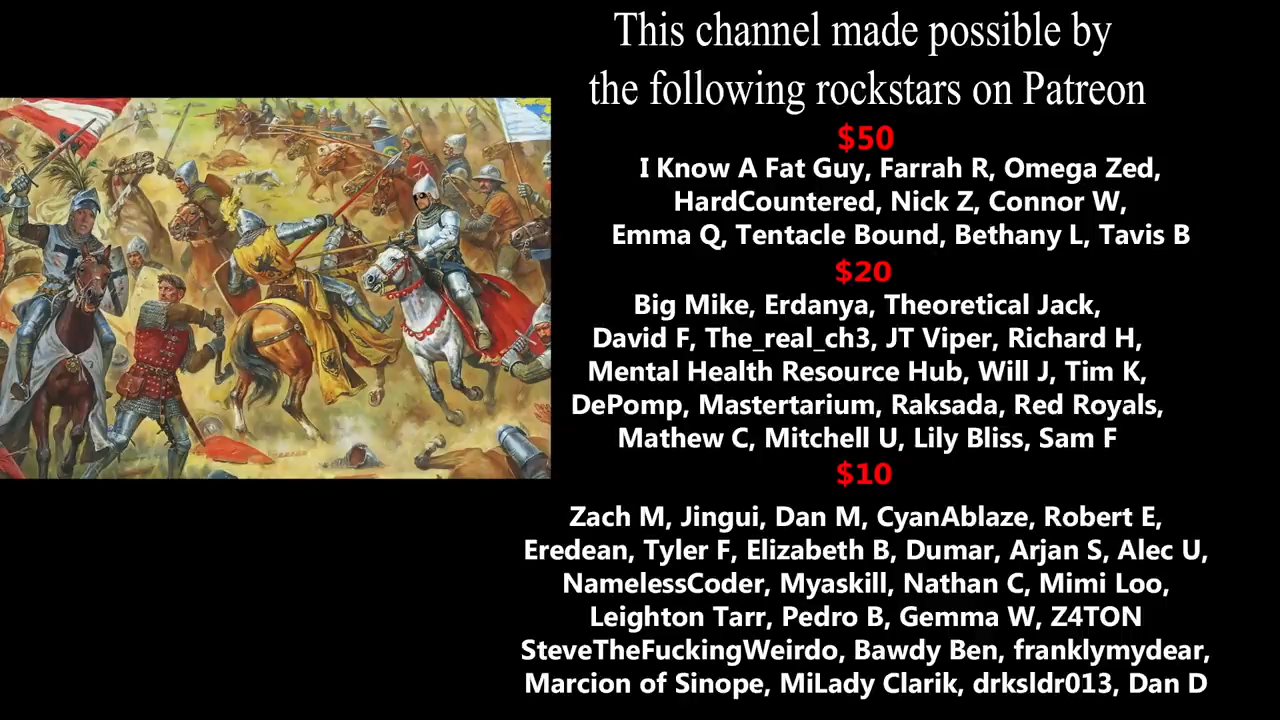 This channel made possible by
the following rockstars on Patreon
$50
I Know A Fat Guy, Farrah R, Omega Zed,
HardCountered, Nick Z, Connor W,
Emma Q, Tentacle Bound, Bethany L, Tavis B
$20
Big Mike, Erdanya, Theoretical Jack,
David F, The_real_ch3, JT Viper, Richard H,
Mental Health Resource Hub, Will J, Tim K,
DePomp, Mastertarium, Raksada, Red Royals,
Mathew C, Mitchell U, Lily Bliss, Sam F
$10
Zach M, Jingui, Dan M, CyanAblaze, Robert E,
Eredean, Tyler F, Elizabeth B, Dumar, Arjan S, Alec U,
NamelessCoder, Myaskill, Nathan C, Mimi Loo,
Leighton Tarr, Pedro B, Gemma W, Z4TON
SteveTheFuckingWeirdo, Bawdy Ben, franklymydear,
Marcion of Sinope, MiLady Clarik, drksldr013, Dan D